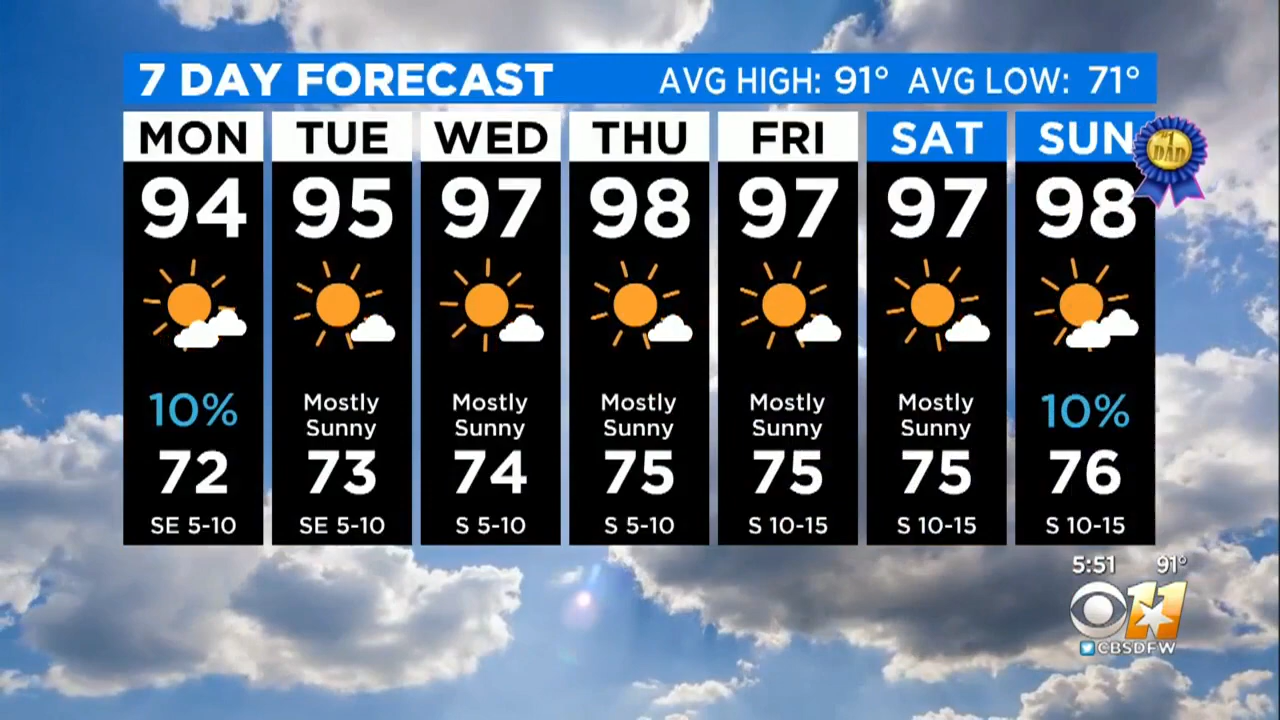 7 DAY FORECAST AVG HIGH: 91° AVG LOW: 71°
MON TUE WED THU FRI SAT SUN
#1
DAD
94 95 97 98 97 97 98
10% Mostly Sunny Mostly Sunny Mostly Sunny Mostly Sunny Mostly Sunny 10%
72 73 74 75 75 75 76
SE 5-10 SE 5-10 S 5-10 S 5-10 S 10-15 S 10-15 S 10-15
5:51 91°
11
CBSDFW